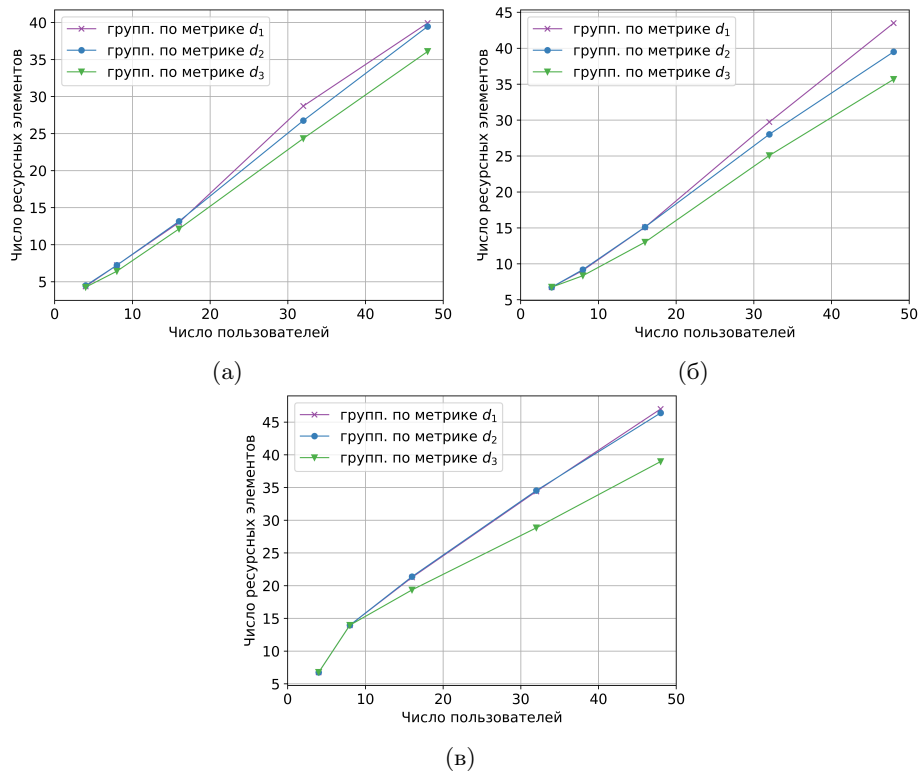 групп. по метрике d₁
групп. по метрике d₂
групп. по метрике d₃
Число ресурсных элементов
40
35
30
25
20
15
10
5
0 10 20 30 40 50
Число пользователей
(а)
групп. по метрике d₁
групп. по метрике d₂
групп. по метрике d₃
Число ресурсных элементов
45
40
35
30
25
20
15
10
5
0 10 20 30 40 50
Число пользователей
(б)
групп. по метрике d₁
групп. по метрике d₂
групп. по метрике d₃
Число ресурсных элементов
45
40
35
30
25
20
15
10
5
0 10 20 30 40 50
Число пользователей
(в)